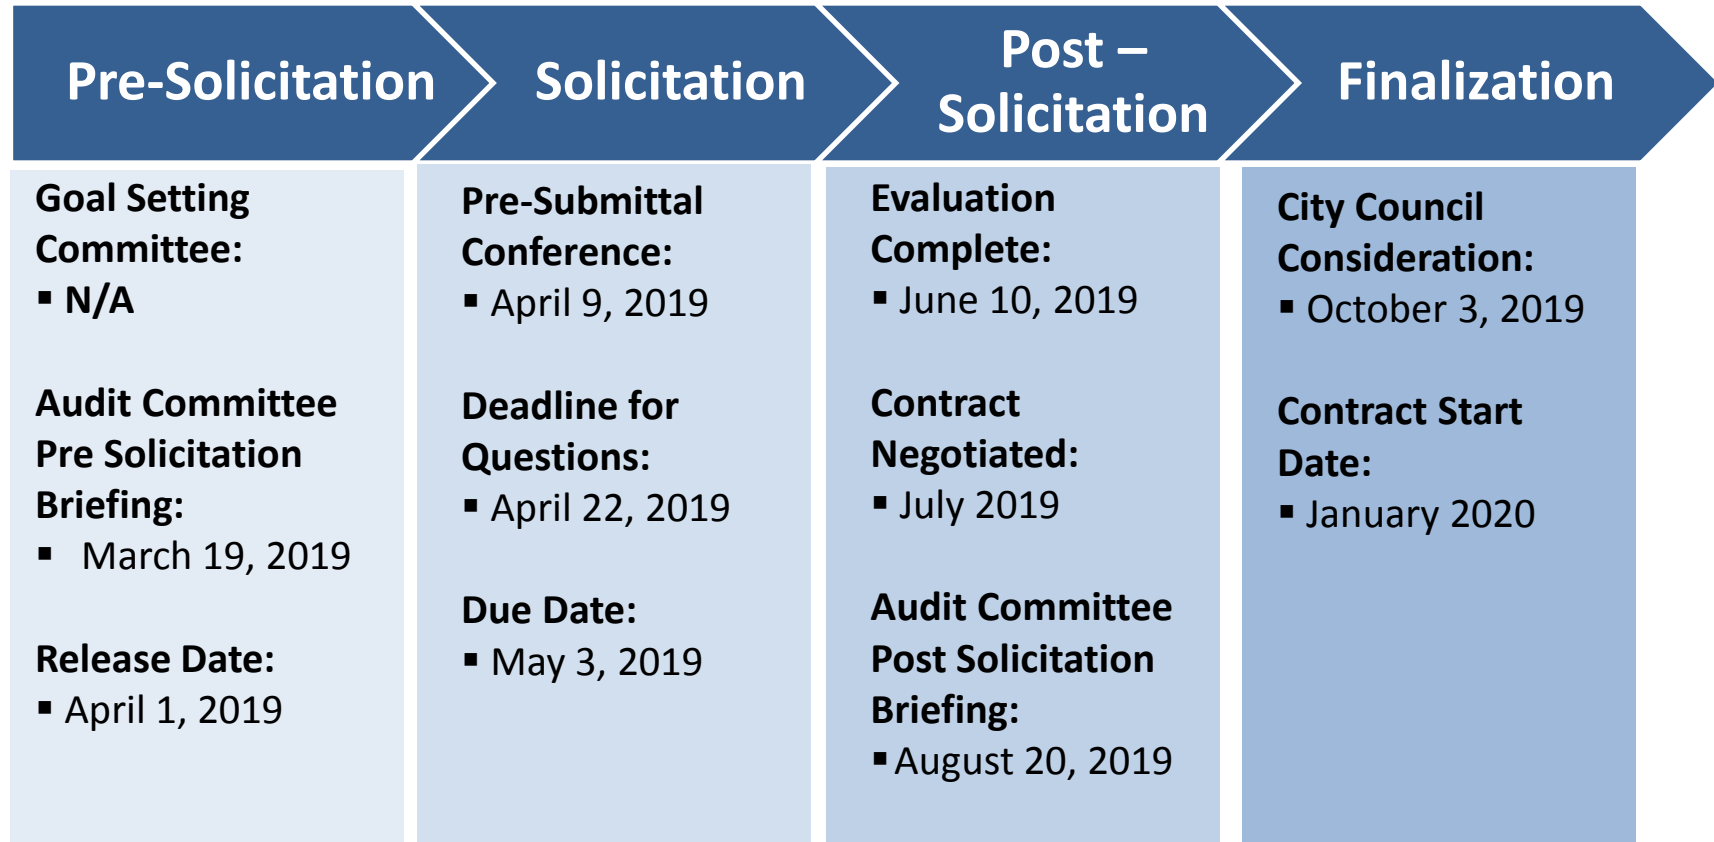 Pre-Solicitation
Solicitation
Post –
Solicitation
Finalization
Goal Setting
Committee:
▪ N/A
Audit Committee
Pre Solicitation
Briefing:
▪ March 19, 2019
Release Date:
▪ April 1, 2019
Pre-Submittal
Conference:
▪ April 9, 2019
Deadline for
Questions:
▪ April 22, 2019
Due Date:
▪ May 3, 2019
Evaluation
Complete:
▪ June 10, 2019
Contract
Negotiated:
▪ July 2019
Audit Committee
Post Solicitation
Briefing:
▪ August 20, 2019
City Council
Consideration:
▪ October 3, 2019
Contract Start
Date:
▪ January 2020